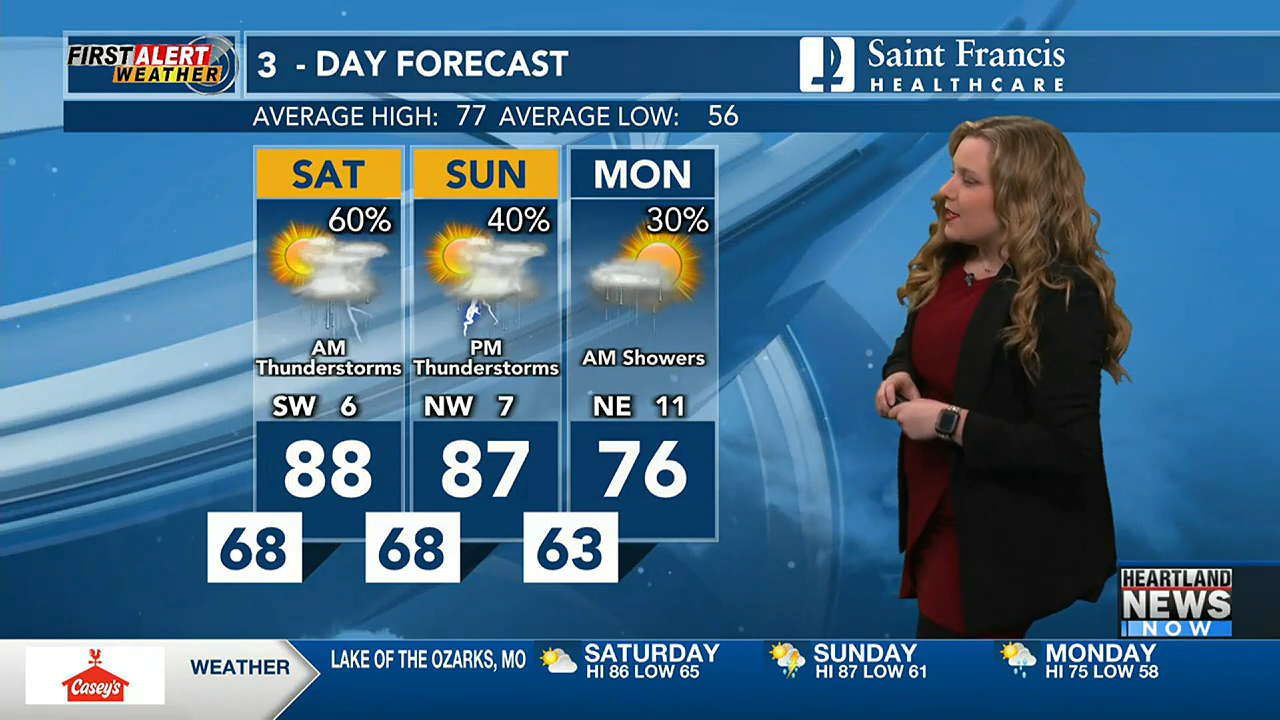 FIRST ALERT
WEATHER
3 - DAY FORECAST
Saint Francis
HEALTHCARE
AVERAGE HIGH: 77 AVERAGE LOW: 56
SAT SUN MON
60% 40% 30%
AM
Thunderstorms
PM
Thunderstorms
AM Showers
SW 6 NW 7 NE 11
88 87 76
68 68 63
HEARTLAND
NEWS
NOW
Casey's
WEATHER
LAKE OF THE OZARKS, MO
SATURDAY
HI 86 LOW 65
SUNDAY
HI 87 LOW 61
MONDAY
HI 75 LOW 58